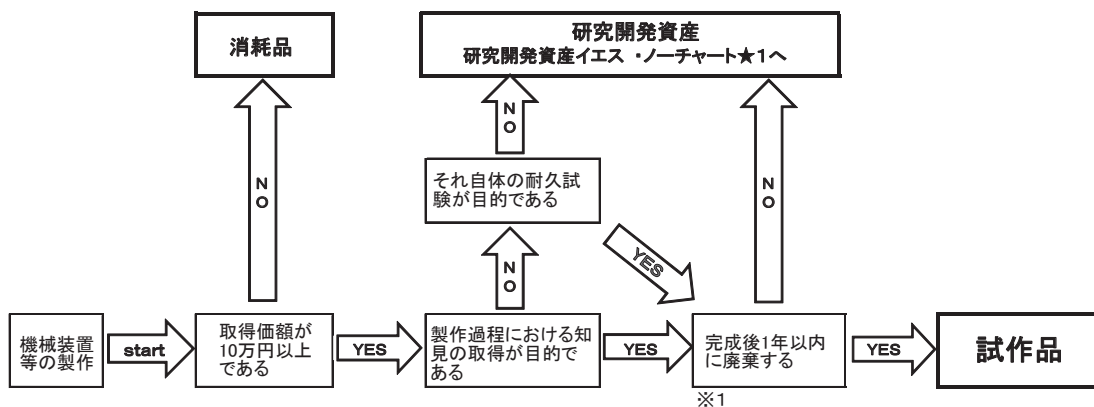 消耗品
研究開発資産
研究開発資産イエス ・ノーチャート★1へ
NO
NO
NO
それ自体の耐久試
験が目的である
YES
NO
機械装置
等の製作
start
取得価額が
10万円以上
である
YES
製作過程における知
見の取得が目的で
ある
YES
完成後1年以内
に廃棄する
YES
試作品
※1